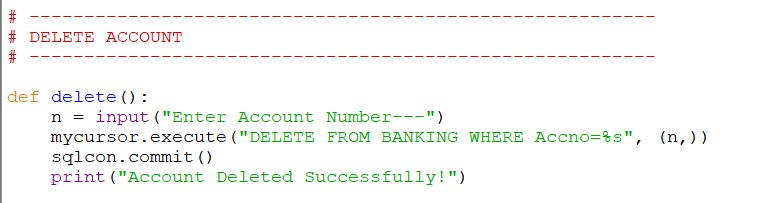 # ---------------------------------------------------------
# DELETE ACCOUNT
# ---------------------------------------------------------
def delete():
    n = input("Enter Account Number---")
    mycursor.execute("DELETE FROM BANKING WHERE Accno=%s", (n,))
    sqlcon.commit()
    print("Account Deleted Successfully!")